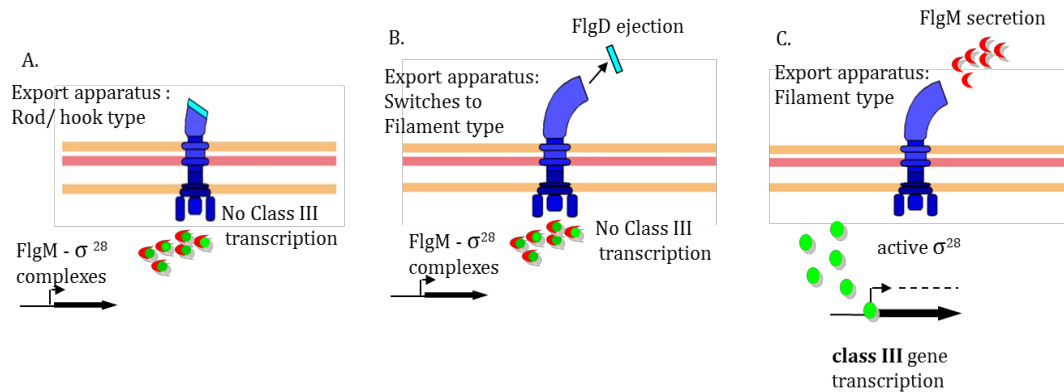 A.
Export apparatus :
Rod/ hook type
No Class III
transcription
FlgM - σ 28
complexes
B.
FlgD ejection
Export apparatus:
Switches to
Filament type
No Class III
transcription
FlgM - σ28
complexes
C.
FlgM secretion
Export apparatus:
Filament type
active σ28
class III gene
transcription